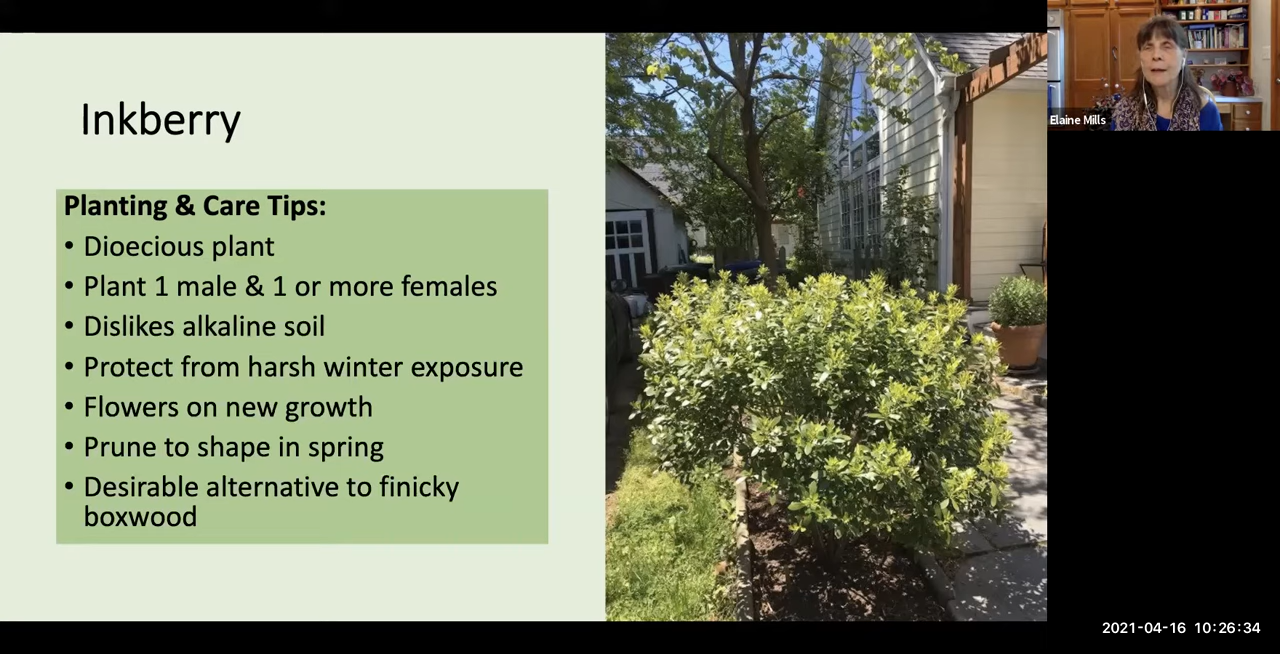 Inkberry
Planting & Care Tips:
• Dioecious plant
• Plant 1 male & 1 or more females
• Dislikes alkaline soil
• Protect from harsh winter exposure
• Flowers on new growth
• Prune to shape in spring
• Desirable alternative to finicky
boxwood
Elaine Mills
2021-04-16 10:26:34